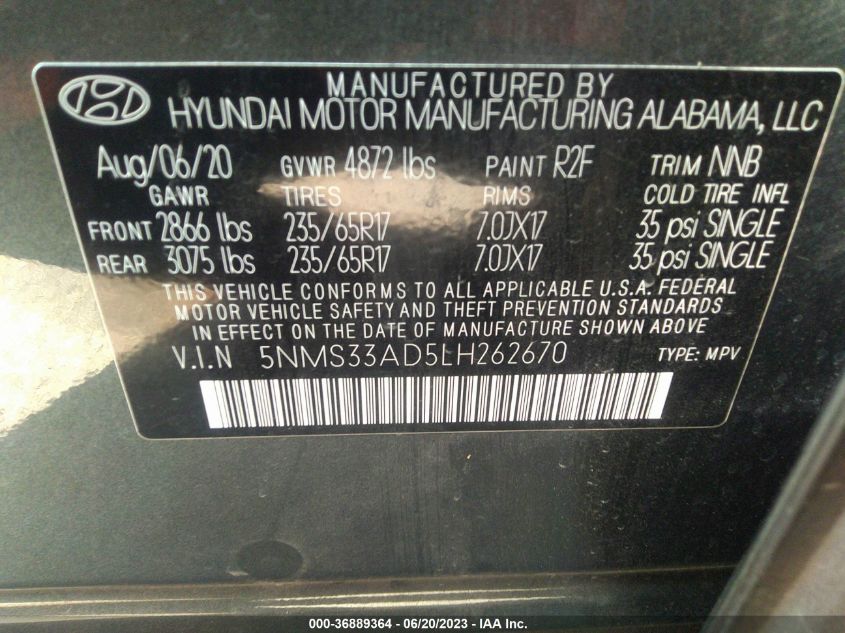 MANUFACTURED BY
HYUNDAI MOTOR MANUFACTURING ALABAMA, LLC
Aug/06/20 GVWR 4872 lbs PAINT R2F TRIM NNB
GAWR TIRES RIMS COLD TIRE INFL
FRONT 2866 lbs 235/65R17 7.0JX17 35 psi SINGLE
REAR 3075 lbs 235/65R17 7.0JX17 35 psi SINGLE
THIS VEHICLE CONFORMS TO ALL APPLICABLE U.S.A. FEDERAL
MOTOR VEHICLE SAFETY AND THEFT PREVENTION STANDARDS
IN EFFECT ON THE DATE OF MANUFACTURE SHOWN ABOVE
V.I.N 5NMS33AD5LH262670 TYPE: MPV
000-36889364 - 06/20/2023 - IAA Inc.